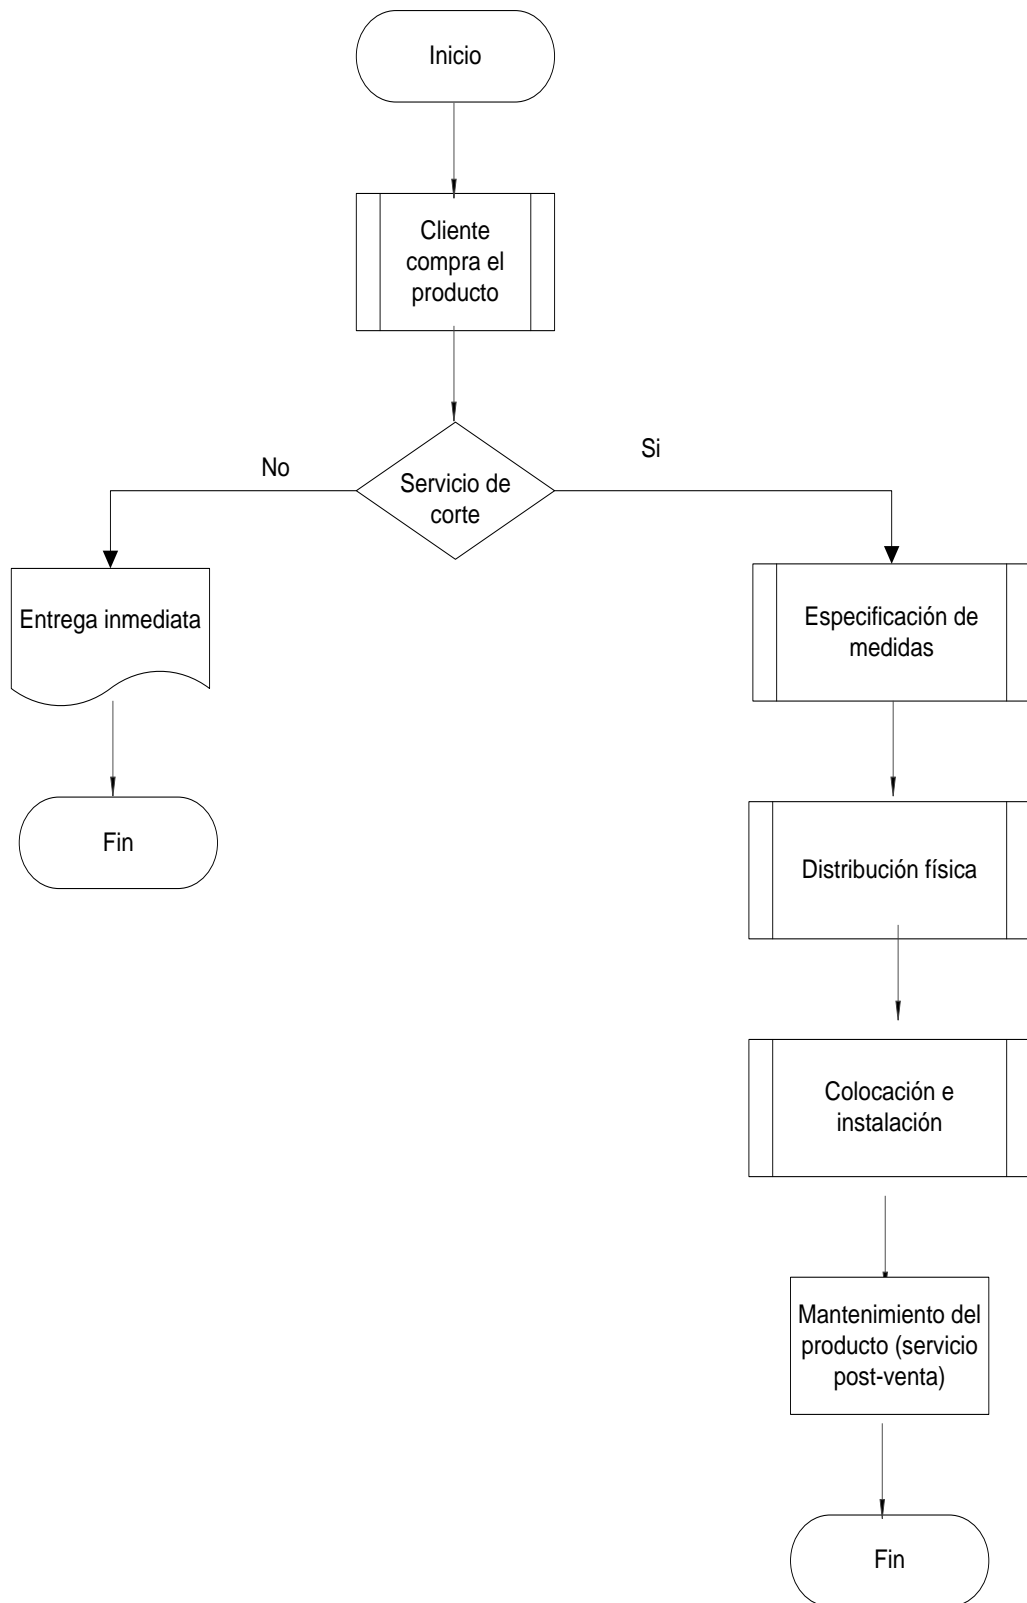 Inicio
Cliente
compra el
producto
Servicio de
corte
No
Si
Entrega inmediata
Fin
Especificación de
medidas
Distribución física
Colocación e
instalación
Mantenimiento del
producto (servicio
post-venta)
Fin